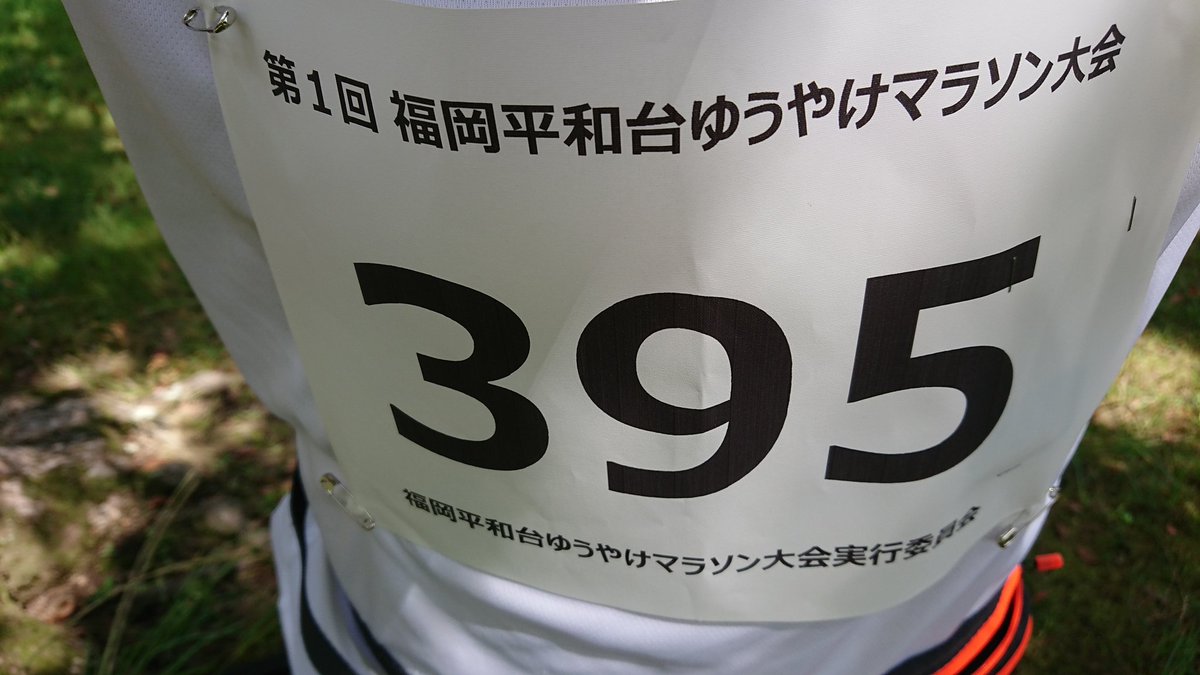 第1回 福岡平和台ゆうやけマラソン大会
395
福岡平和台ゆうやけマラソン大会実行委員会